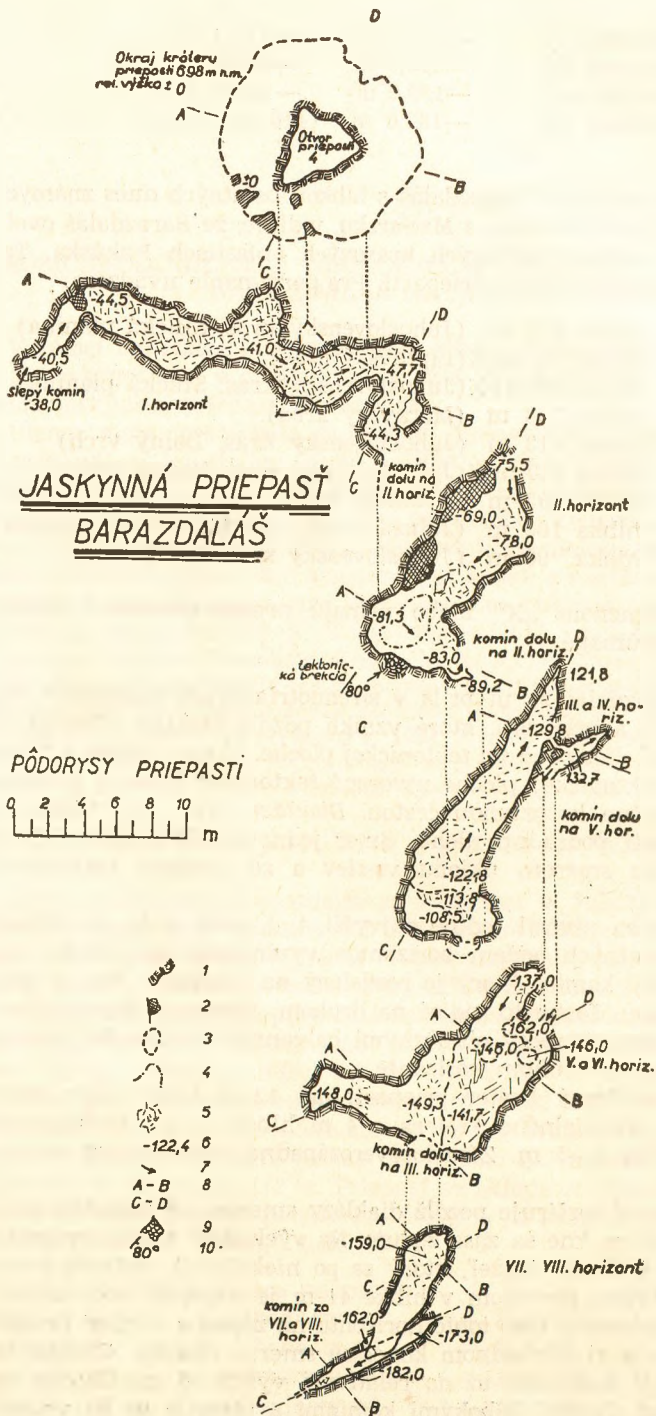 D
Okraj kráteru
priepasti 698 m n.m.
rel. výška ± 0
A
Otvor
priepasti
4
±0
B
C
A
-44,5
D
-41,0
-47,7
-40,5
slepý komín
-38,0
I. horizont
-44,3
B
C
komín
dolu na
II. horiz.
D
-75,5
II. horizont
-69,0
-78,0
JASKYNNÁ PRIEPASŤ
BARAZDALÁŠ
A
-81,3
-83,0
komín dolu
na II. horiz.
tektonic-
ká brekcia
80°
-89,2
B
D
C
A
121,8
III. a IV. ho-
riz.
-129,8
B
132,7
PÔDORYSY PRIEPASTI
0 2 4 6 8 10
m
komín dolu
na V. hor.
-122,8
-113,8
-108,5
C
-137,0
D
A
-162,0
-146,0
-146,0
V. a VI. horiz.
-148,0
-149,3
-141,7
B
C
komín dolu
na III. horiz.
B
1
2
3
4
5
-122,4 6
7
A - B 8
C - D
9
80° 10
A
D
-159,0
VII. VIII. horizont
C
B
komín zo
VII. a VIII.
horiz.
-162,0
D
-173,0
A
-182,0
C
B